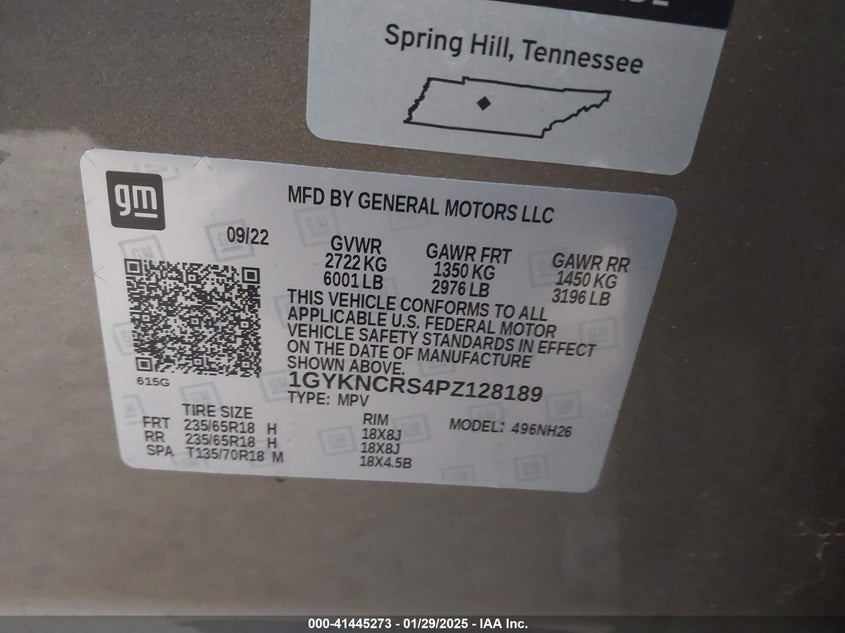 Spring Hill, Tennessee
gm
MFD BY GENERAL MOTORS LLC
09/22
GVWR GAWR FRT GAWR RR
2722 KG 1350 KG 1450 KG
6001 LB 2976 LB 3196 LB
THIS VEHICLE CONFORMS TO ALL
APPLICABLE U.S. FEDERAL MOTOR
VEHICLE SAFETY STANDARDS IN EFFECT
ON THE DATE OF MANUFACTURE
SHOWN ABOVE.
615G
1GYKNCRS4PZ128189
TYPE: MPV
TIRE SIZE RIM MODEL: 496NH26
FRT 235/65R18 H 18X8J
RR 235/65R18 H 18X8J
SPA T135/70R18 M 18X4.5B
000-41445273 - 01/29/2025 - IAA Inc.